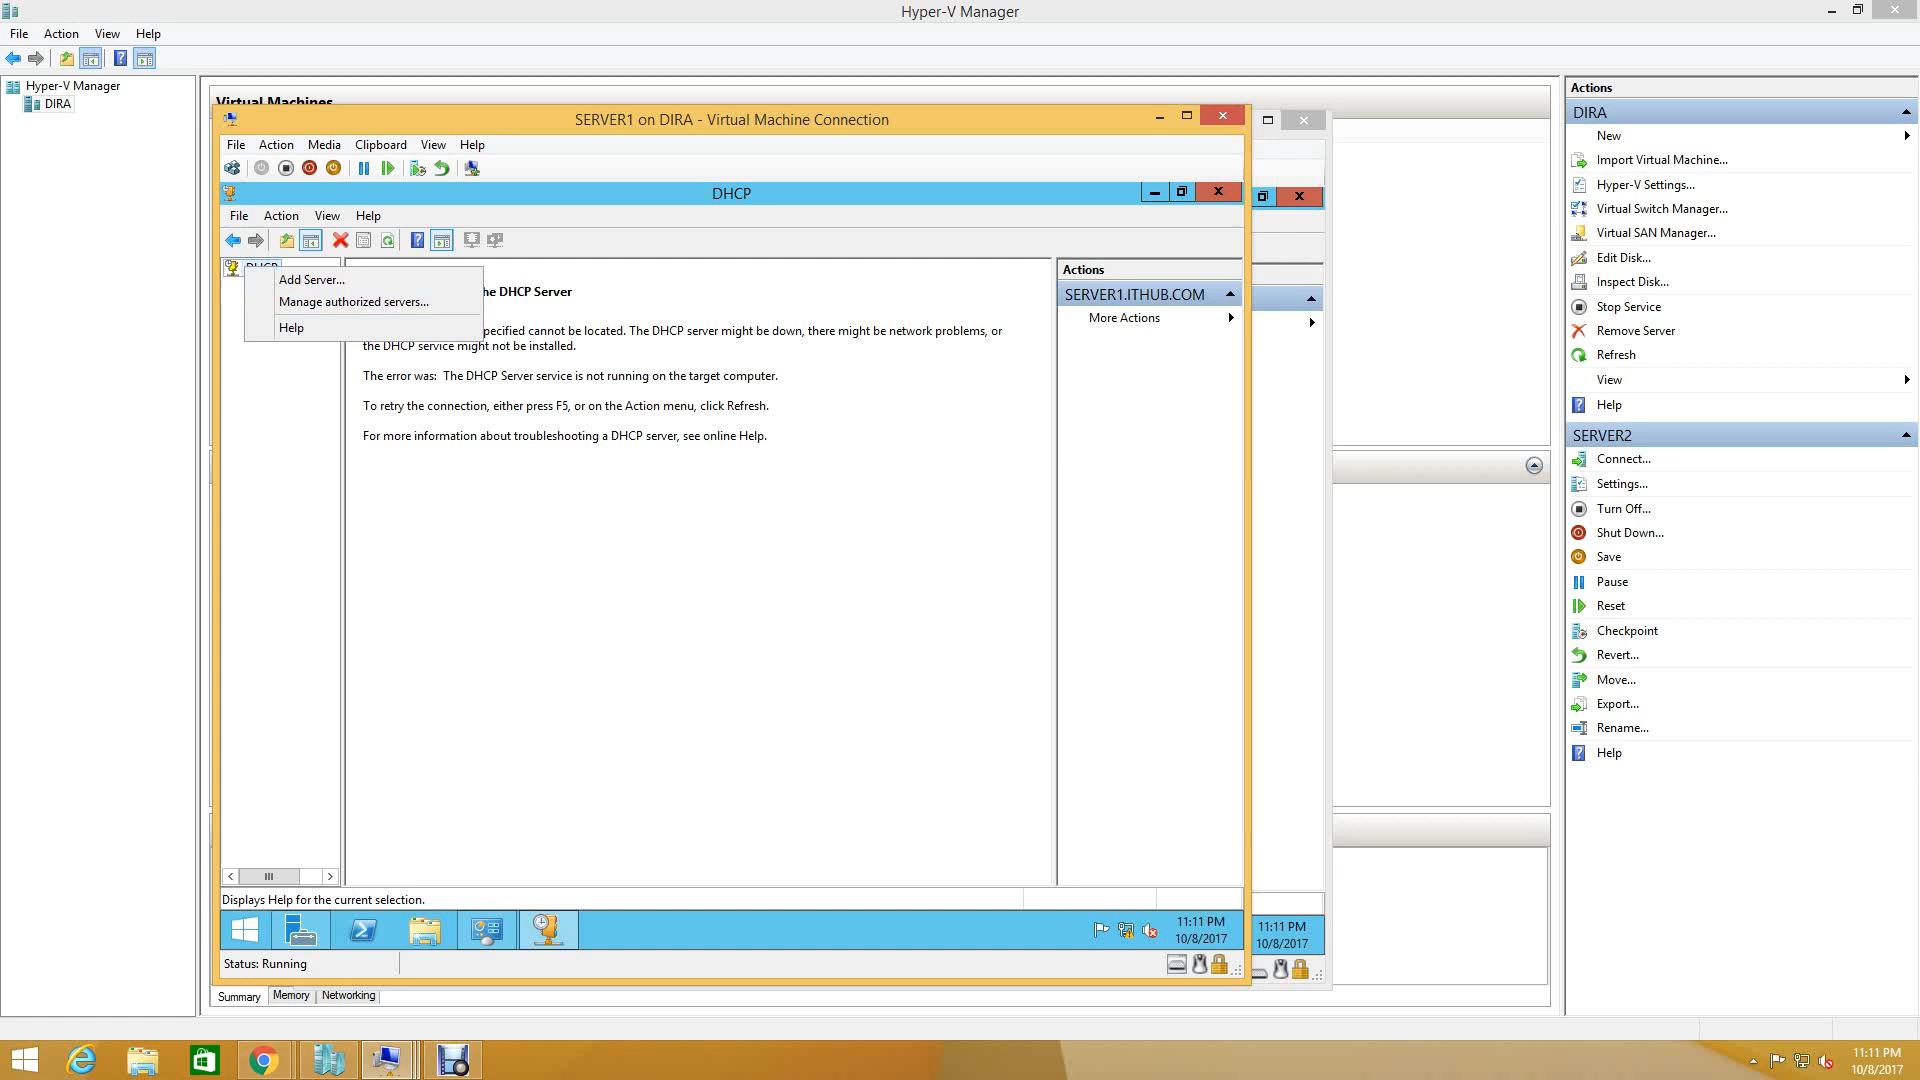 Hyper-V Manager
File Action View Help
Hyper-V Manager
DIRA
Virtual Machines
SERVER1 on DIRA - Virtual Machine Connection
File Action Media Clipboard View Help
DHCP
File Action View Help
DHCP
Add Server...
Manage authorized servers...
Help
he DHCP Server
pecified cannot be located. The DHCP server might be down, there might be network problems, or
the DHCP service might not be installed.
The error was: The DHCP Server service is not running on the target computer.
To retry the connection, either press F5, or on the Action menu, click Refresh.
For more information about troubleshooting a DHCP server, see online Help.
Actions
SERVER1.ITHUB.COM
More Actions
Displays Help for the current selection.
11:11 PM
10/8/2017
Status: Running
11:11 PM
10/8/2017
Summary Memory Networking
Actions
DIRA
New
Import Virtual Machine...
Hyper-V Settings...
Virtual Switch Manager...
Virtual SAN Manager...
Edit Disk...
Inspect Disk...
Stop Service
Remove Server
Refresh
View
Help
SERVER2
Connect...
Settings...
Turn Off...
Shut Down...
Save
Pause
Reset
Checkpoint
Revert...
Move...
Export...
Rename...
Help
11:11 PM
10/8/2017